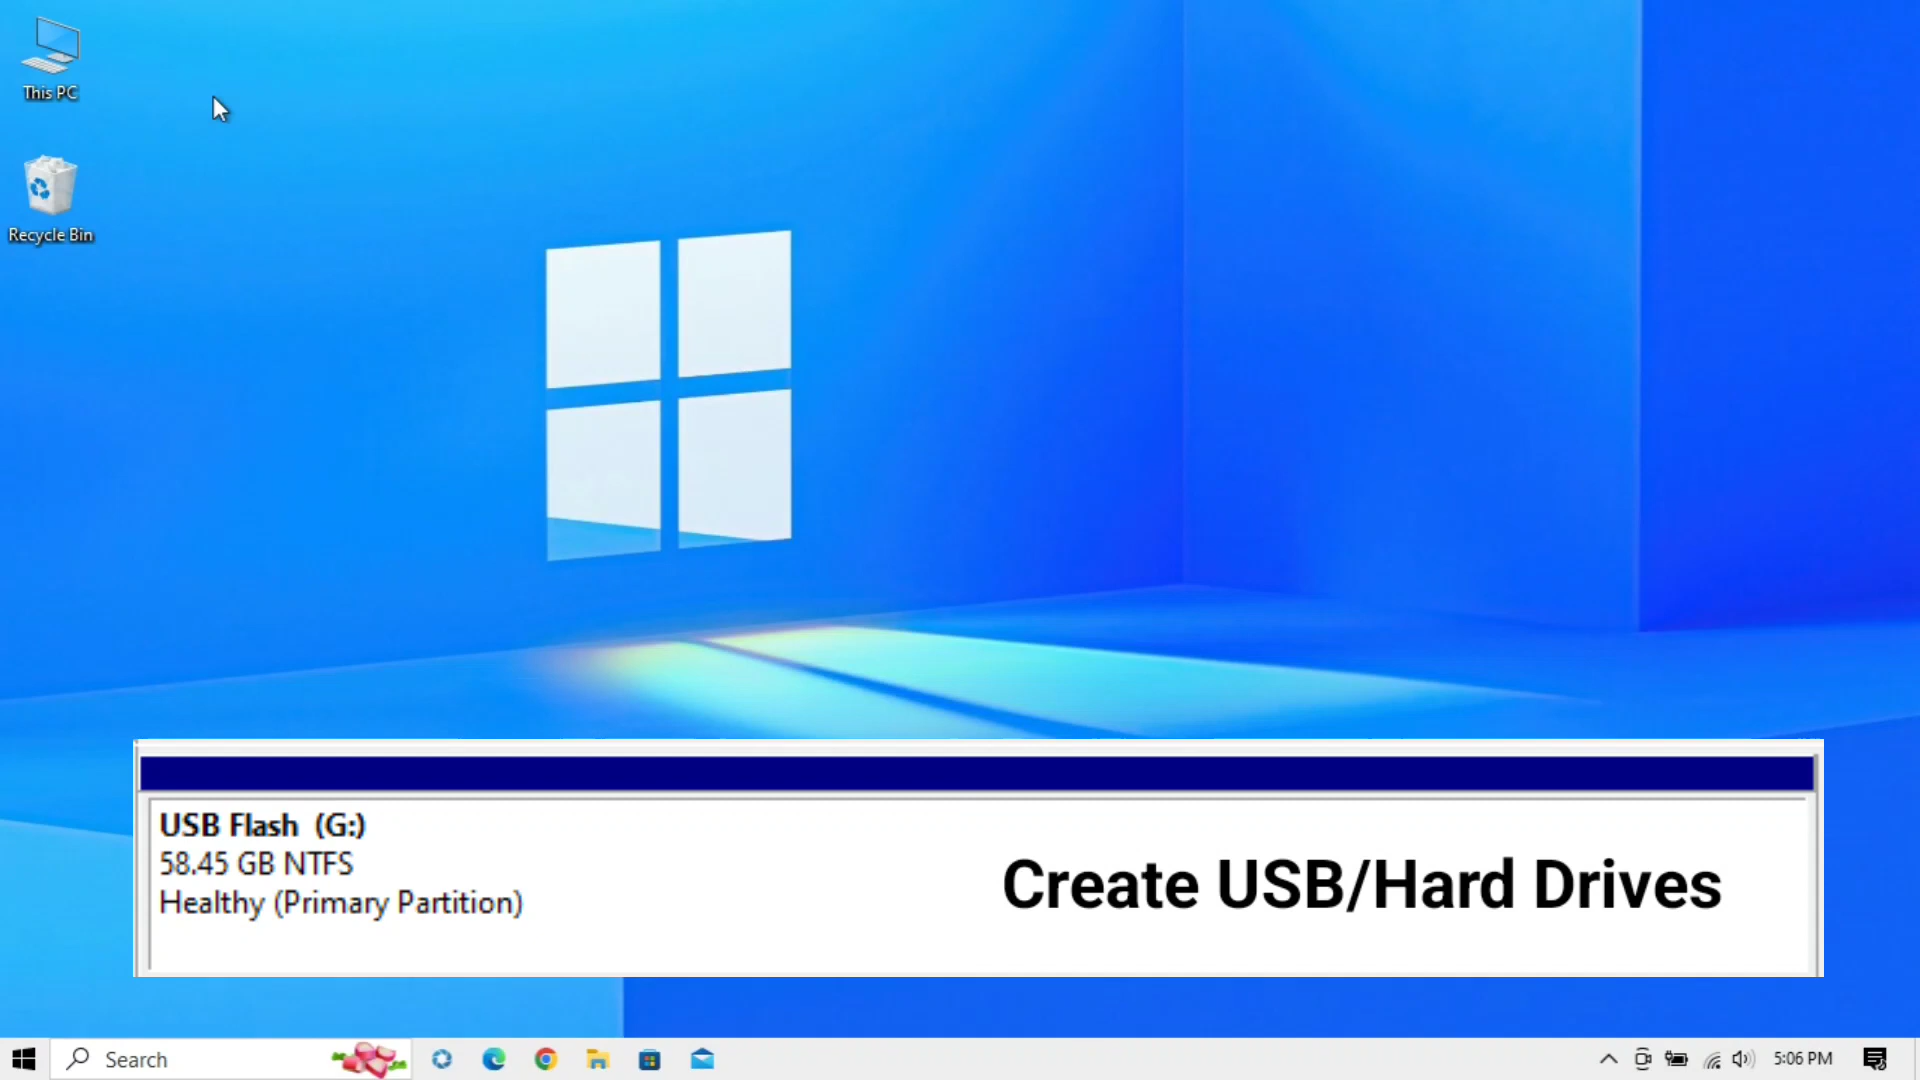 This PC
Recycle Bin
USB Flash (G:)
58.45 GB NTFS
Healthy (Primary Partition)
Create USB/Hard Drives
Search
5:06 PM